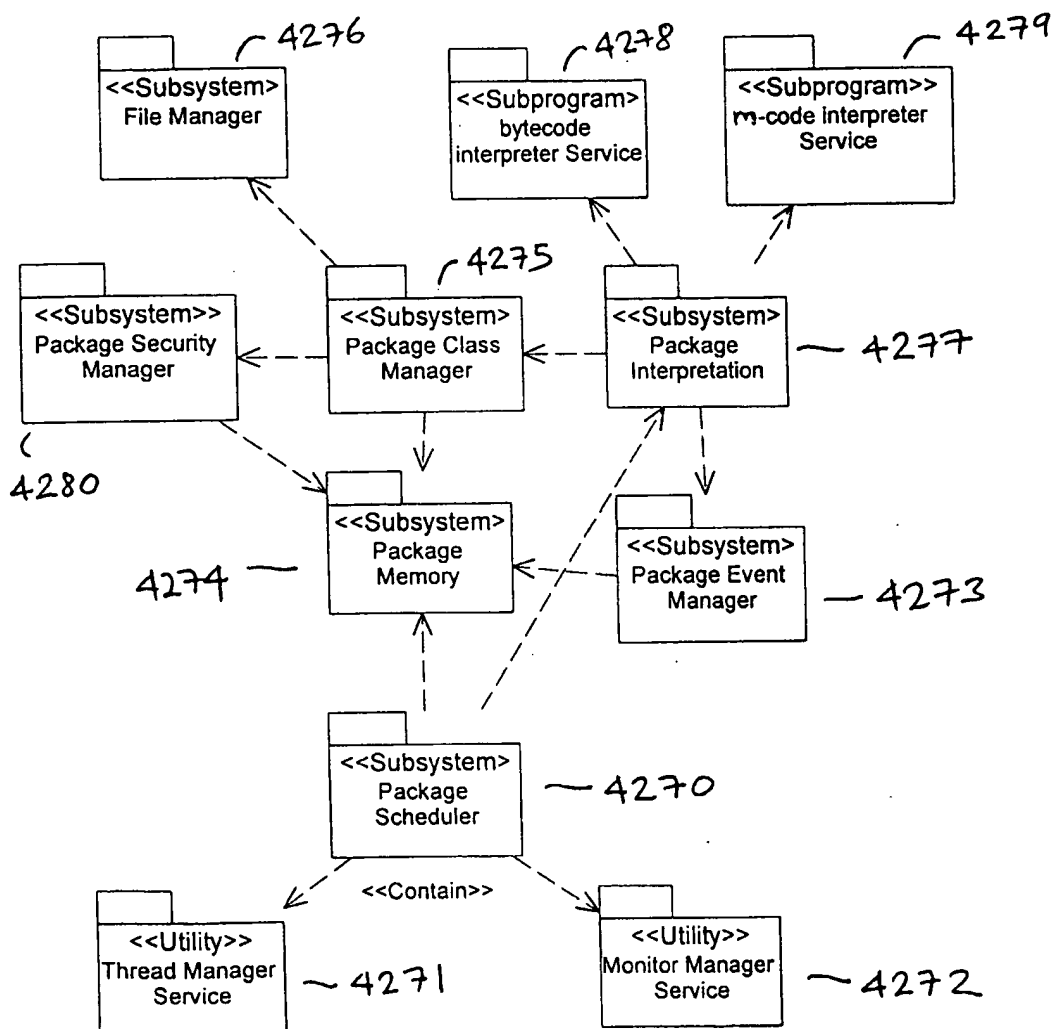 4276
4278
4279
<<Subsystem>
File Manager
<<Subprogram>
bytecode
interpreter Service
<<Subprogram>>
m-code interpreter
Service
4275
<<Subsystem>>
Package Security
Manager
<<Subsystem>
Package Class
Manager
<<Subsystem>
Package
Interpretation
4277
4280
<<Subsystem>
Package
Memory
4274
<<Subsystem>
Package Event
Manager
4273
<<Subsystem>
Package
Scheduler
4270
<<Contain>>
<<Utility>>
Thread Manager
Service
4271
<<Utility>>
Monitor Manager
Service
4272